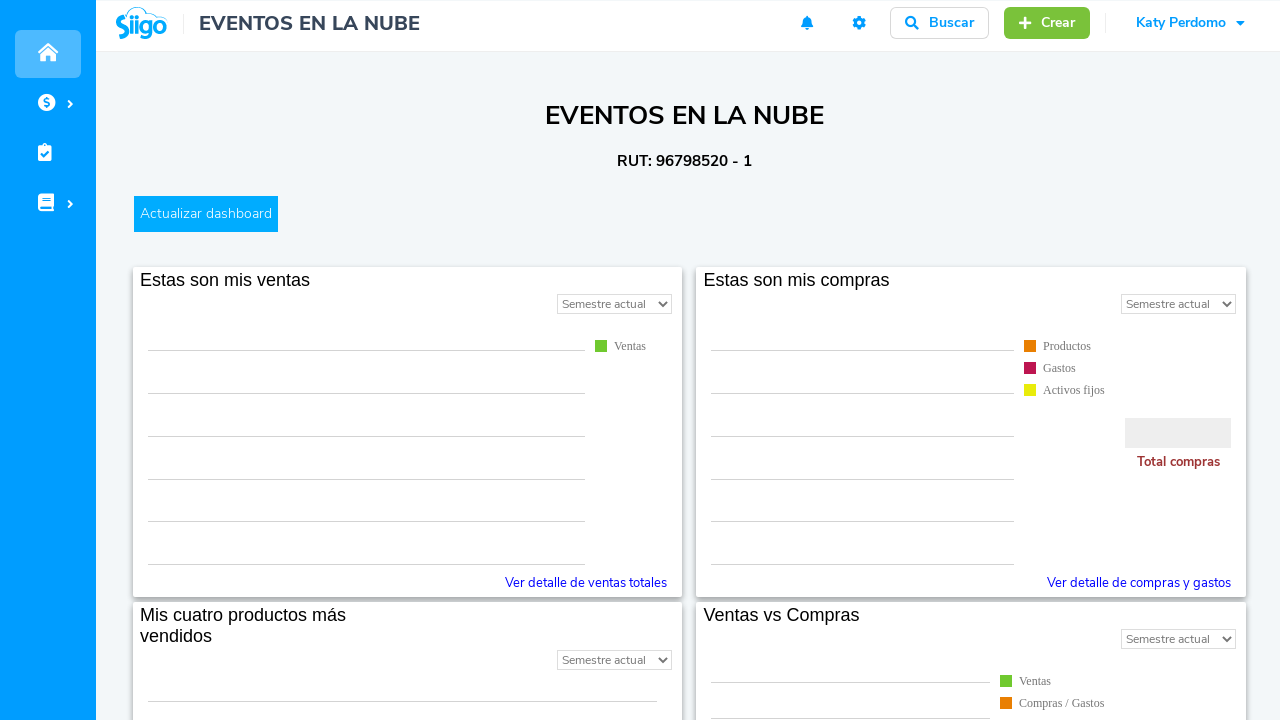 Siigo
EVENTOS EN LA NUBE
Buscar
Crear
Katy Perdomo
EVENTOS EN LA NUBE
RUT: 96798520 - 1
Actualizar dashboard
Estas son mis ventas
Semestre actual
Ventas
Ver detalle de ventas totales
Estas son mis compras
Semestre actual
Productos
Gastos
Activos fijos
Total compras
Ver detalle de compras y gastos
Mis cuatro productos más
vendidos
Semestre actual
Ventas vs Compras
Semestre actual
Ventas
Compras / Gastos